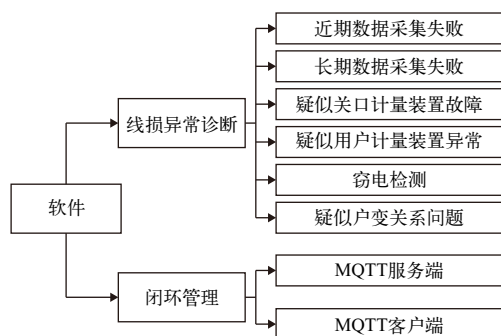 近期数据采集失败
长期数据采集失败
疑似关口计量装置故障
线损异常诊断
疑似用户计量装置异常
窃电检测
软件
疑似户变关系问题
MQTT服务端
闭环管理
MQTT客户端